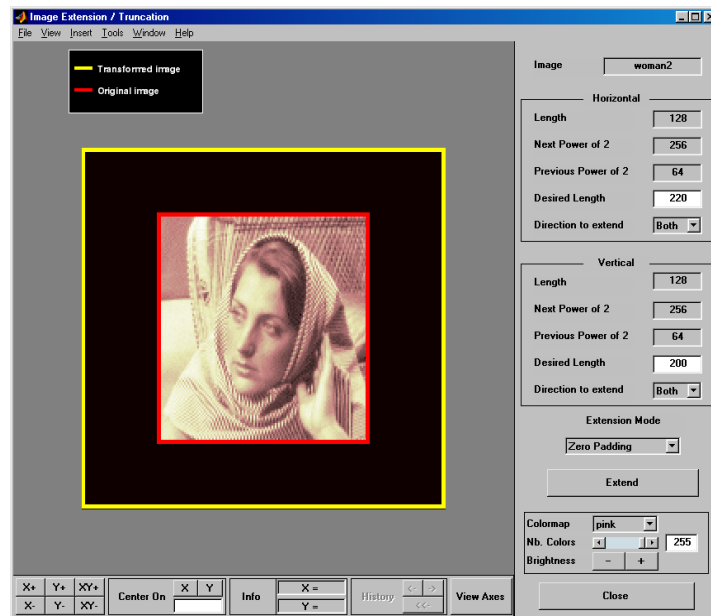 Image Extension / Truncation
File View Insert Tools Window Help
Transformed image
Original image
Image woman2
Horizontal
Length 128
Next Power of 2 256
Previous Power of 2 64
Desired Length 220
Direction to extend Both
Vertical
Length 128
Next Power of 2 256
Previous Power of 2 64
Desired Length 200
Direction to extend Both
Extension Mode
Zero Padding
Extend
Colormap pink
Nb. Colors 255
Brightness - +
X+ Y+ XY+
X- Y- XY-
Center On X Y
Info X =
Y =
History <- ->
<<-
View Axes
Close